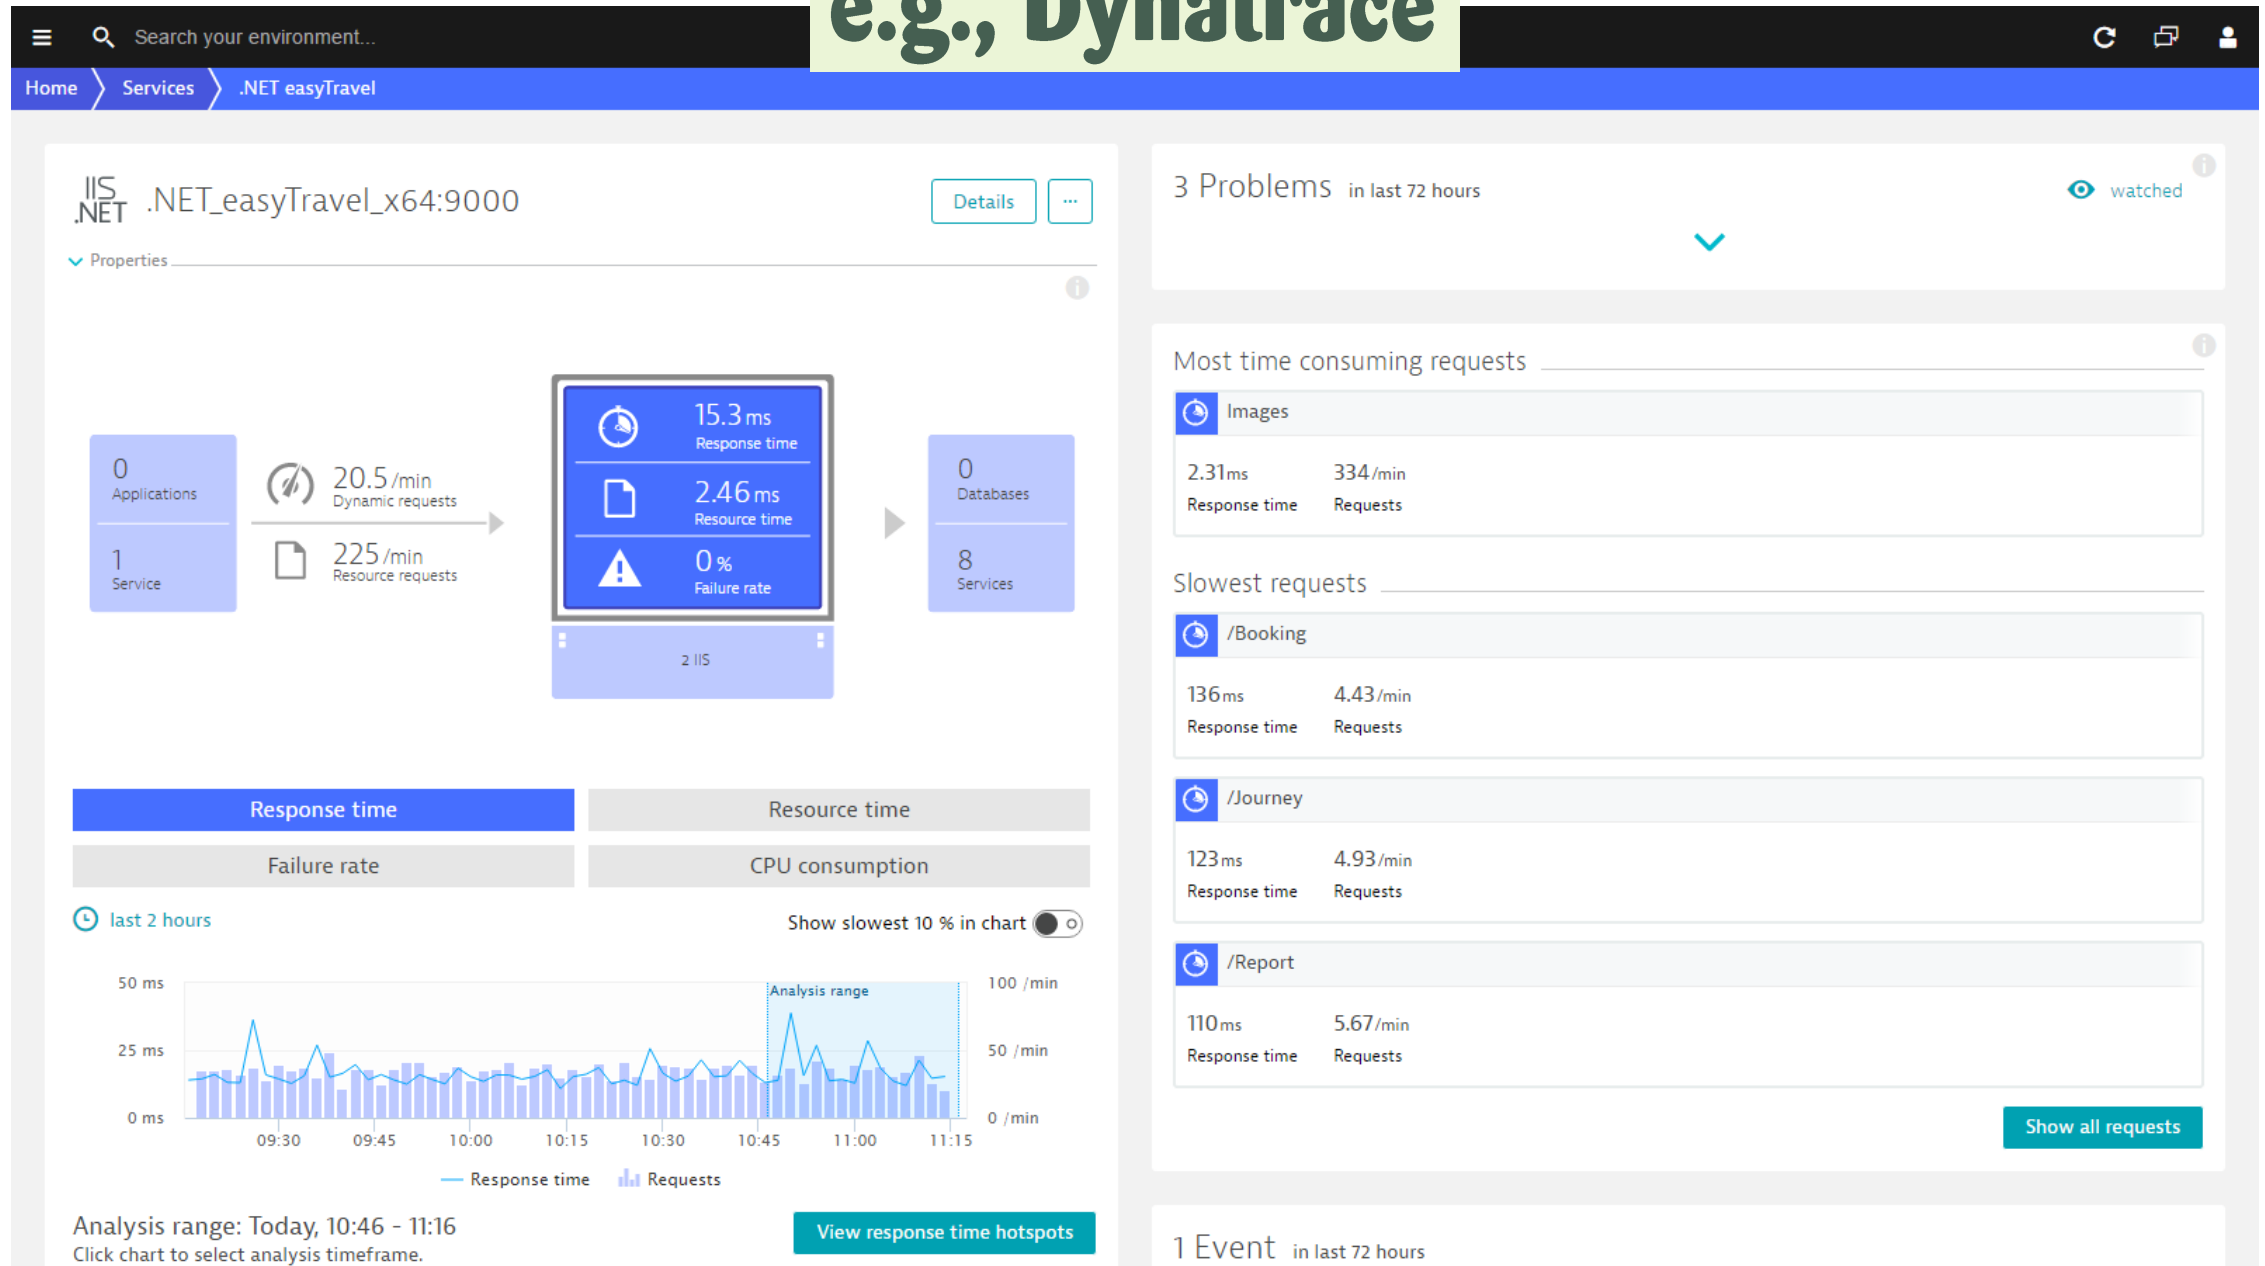 e.g., Dynatrace
Search your environment...
Home
Services
.NET easyTravel
IIS
.NET
.NET_easyTravel_x64:9000
Details
...
Properties
0
Applications
1
Service
20.5 /min
Dynamic requests
225 /min
Resource requests
15.3 ms
Response time
2.46 ms
Resource time
0 %
Failure rate
2 IIS
0
Databases
8
Services
Response time
Resource time
Failure rate
CPU consumption
last 2 hours
Show slowest 10 % in chart
50 ms
25 ms
0 ms
Analysis range
100 /min
50 /min
0 /min
09:30 09:45 10:00 10:15 10:30 10:45 11:00 11:15
Response time Requests
Analysis range: Today, 10:46 - 11:16
Click chart to select analysis timeframe.
View response time hotspots
3 Problems in last 72 hours
watched
Most time consuming requests
Images
2.31ms 334/min
Response time Requests
Slowest requests
/Booking
136ms 4.43/min
Response time Requests
/Journey
123ms 4.93/min
Response time Requests
/Report
110ms 5.67/min
Response time Requests
Show all requests
1 Event in last 72 hours